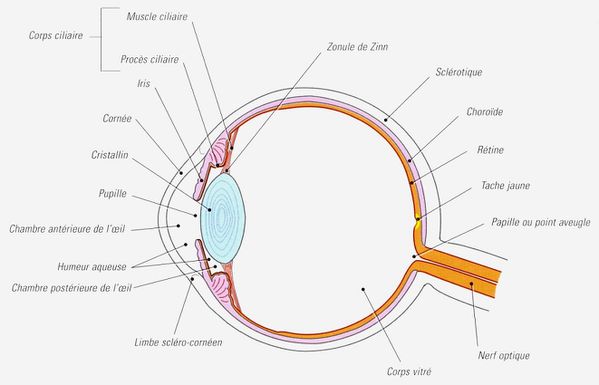 Muscle ciliaire
Corps ciliaire
Procès ciliaire
Iris
Cornée
Cristallin
Pupille
Chambre antérieure de l'œil
Humeur aqueuse
Chambre postérieure de l'œil
Limbe scléro-cornéen
Zonule de Zinn
Sclérotique
Choroïde
Rétine
Tache jaune
Papille ou point aveugle
Nerf optique
Corps vitré